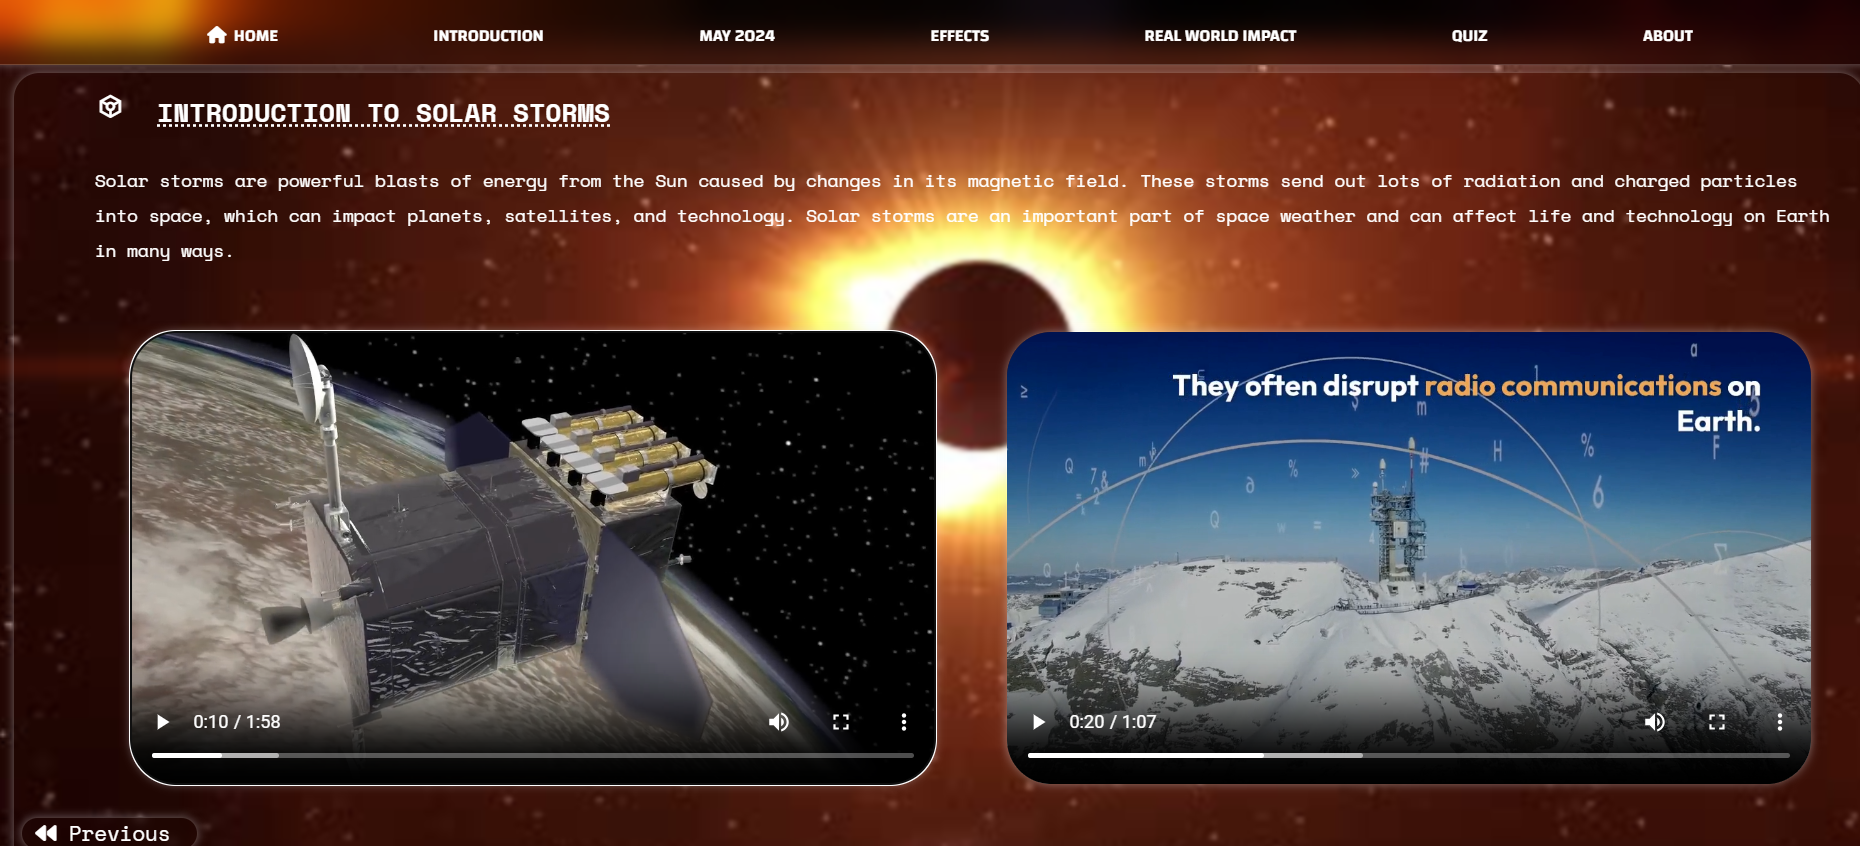 HOME
INTRODUCTION
MAY 2024
EFFECTS
REAL WORLD IMPACT
QUIZ
ABOUT
INTRODUCTION TO SOLAR STORMS
Solar storms are powerful blasts of energy from the Sun caused by changes in its magnetic field. These storms send out lots of radiation and charged particles
into space, which can impact planets, satellites, and technology. Solar storms are an important part of space weather and can affect life and technology on Earth
in many ways.
They often disrupt radio communications on
Earth.
0:10 / 1:58
0:20 / 1:07
Previous